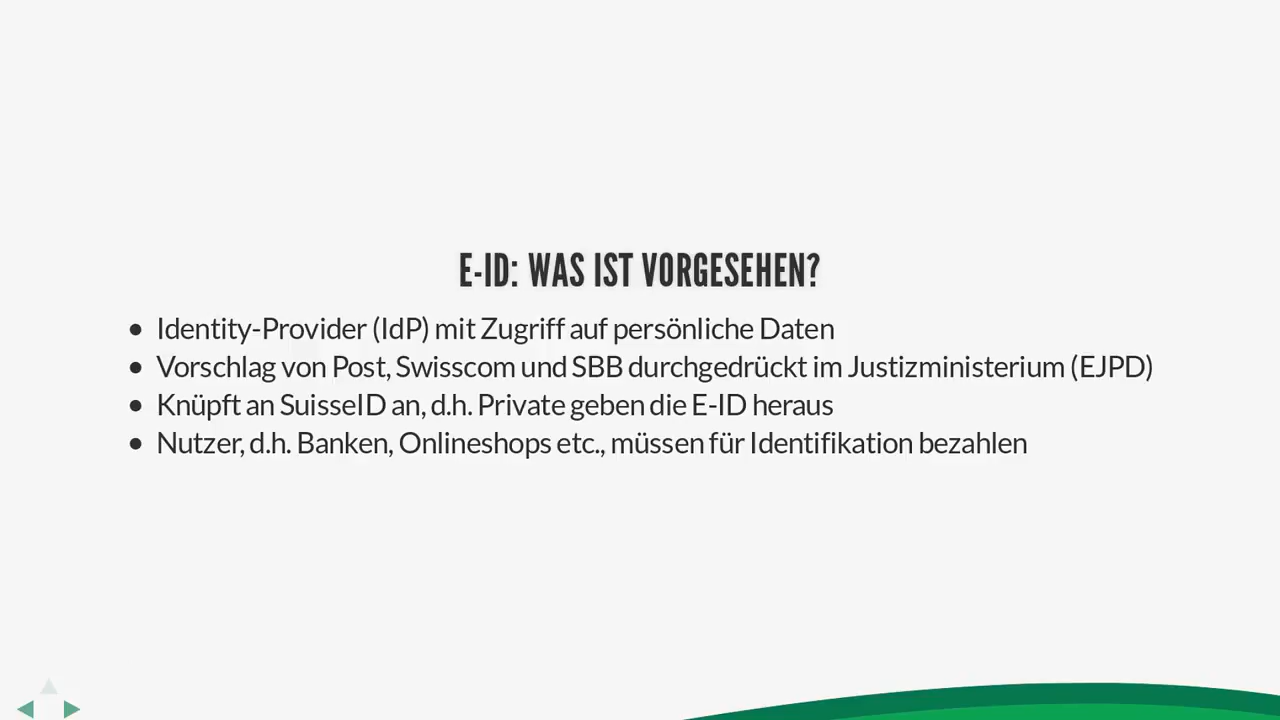 E-ID: WAS IST VORGESEHEN?
• Identity-Provider (IdP) mit Zugriff auf persönliche Daten
• Vorschlag von Post, Swisscom und SBB durchgedrückt im Justizministerium (EJPD)
• Knüpft an SuisseID an, d.h. Private geben die E-ID heraus
• Nutzer, d.h. Banken, Onlineshops etc., müssen für Identifikation bezahlen